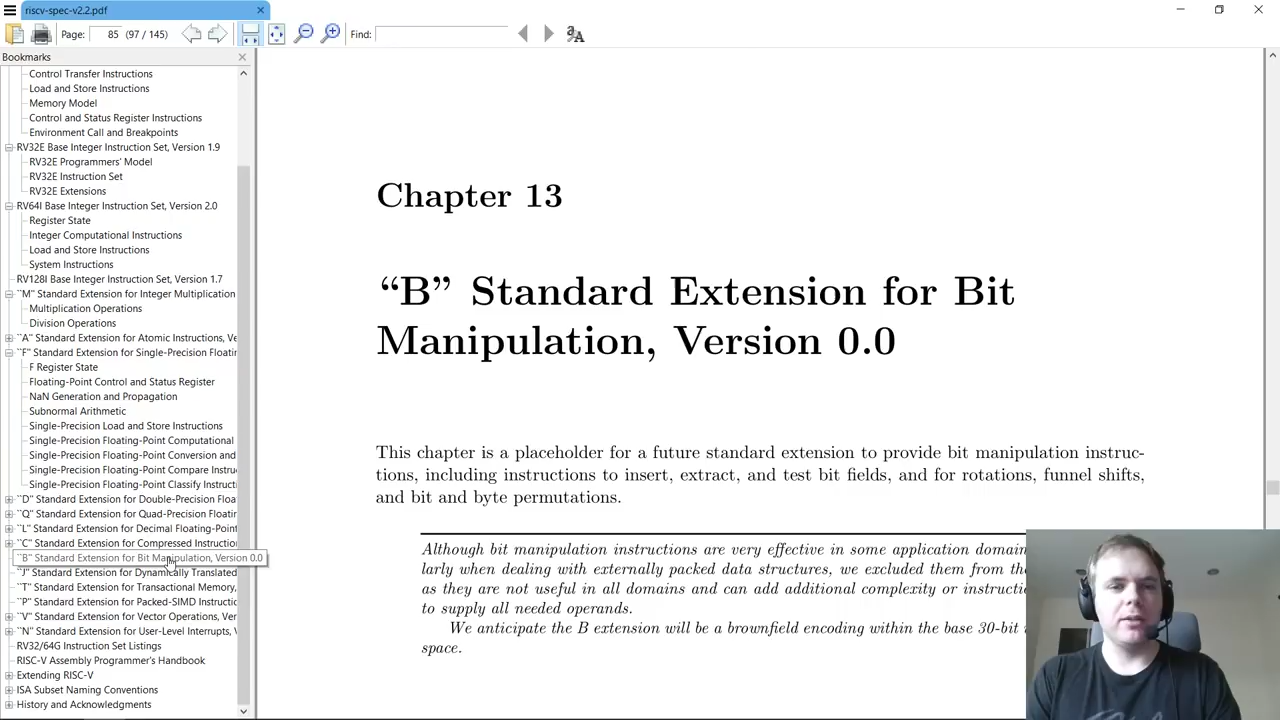 riscv-spec-v2.2.pdf
Page: 85 (97 / 145) Find:
Bookmarks
Control Transfer Instructions
Load and Store Instructions
Memory Model
Control and Status Register Instructions
Environment Call and Breakpoints
RV32E Base Integer Instruction Set, Version 1.9
RV32E Programmers' Model
RV32E Instruction Set
RV32E Extensions
RV64I Base Integer Instruction Set, Version 2.0
Register State
Integer Computational Instructions
Load and Store Instructions
System Instructions
RV128I Base Integer Instruction Set, Version 1.7
``M'' Standard Extension for Integer Multiplication
Multiplication Operations
Division Operations
``A'' Standard Extension for Atomic Instructions, Ve
``F'' Standard Extension for Single-Precision Floatin
F Register State
Floating-Point Control and Status Register
NaN Generation and Propagation
Subnormal Arithmetic
Single-Precision Load and Store Instructions
Single-Precision Floating-Point Computational
Single-Precision Floating-Point Conversion and
Single-Precision Floating-Point Compare Instru
Single-Precision Floating-Point Classify Instruct
``D'' Standard Extension for Double-Precision Floa
``Q'' Standard Extension for Quad-Precision Floati
``L'' Standard Extension for Decimal Floating-Point
``C'' Standard Extension for Compressed Instructio
``B'' Standard Extension for Bit Manipulation, Version 0.0
``J'' Standard Extension for Dynamically Translated
``T'' Standard Extension for Transactional Memory,
``P'' Standard Extension for Packed-SIMD Instructio
``V'' Standard Extension for Vector Operations, Ver
``N'' Standard Extension for User-Level Interrupts, V
RV32/64G Instruction Set Listings
RISC-V Assembly Programmer's Handbook
Extending RISC-V
ISA Subset Naming Conventions
History and Acknowledgments
Chapter 13
“B” Standard Extension for Bit
Manipulation, Version 0.0
This chapter is a placeholder for a future standard extension to provide bit manipulation instruc-
tions, including instructions to insert, extract, and test bit fields, and for rotations, funnel shifts,
and bit and byte permutations.
Although bit manipulation instructions are very effective in some application domain
larly when dealing with externally packed data structures, we excluded them from the
as they are not useful in all domains and can add additional complexity or instructio
to supply all needed operands.
We anticipate the B extension will be a brownfield encoding within the base 30-bit
space.